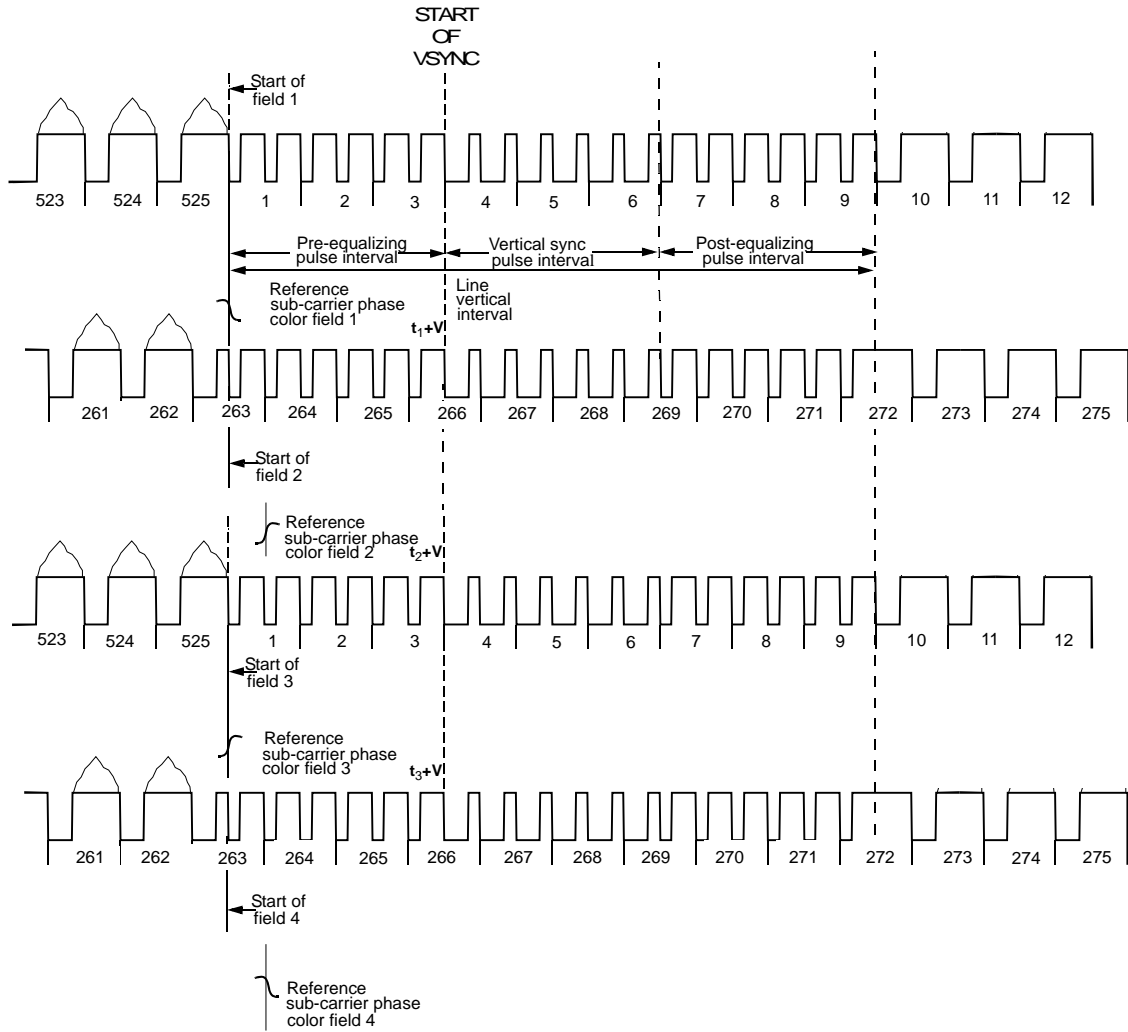 START
OF
VSYNC
Start of
field 1
523 524 525 1 2 3 4 5 6 7 8 9 10 11 12
Pre-equalizing
pulse interval
Vertical sync
pulse interval
Post-equalizing
pulse interval
Reference
sub-carrier phase
color field 1
Line
vertical
interval
t1+V
261 262 263 264 265 266 267 268 269 270 271 272 273 274 275
Start of
field 2
Reference
sub-carrier phase
color field 2
t2+V
523 524 525 1 2 3 4 5 6 7 8 9 10 11 12
Start of
field 3
Reference
sub-carrier phase
color field 3
t3+V
261 262 263 264 265 266 267 268 269 270 271 272 273 274 275
Start of
field 4
Reference
sub-carrier phase
color field 4